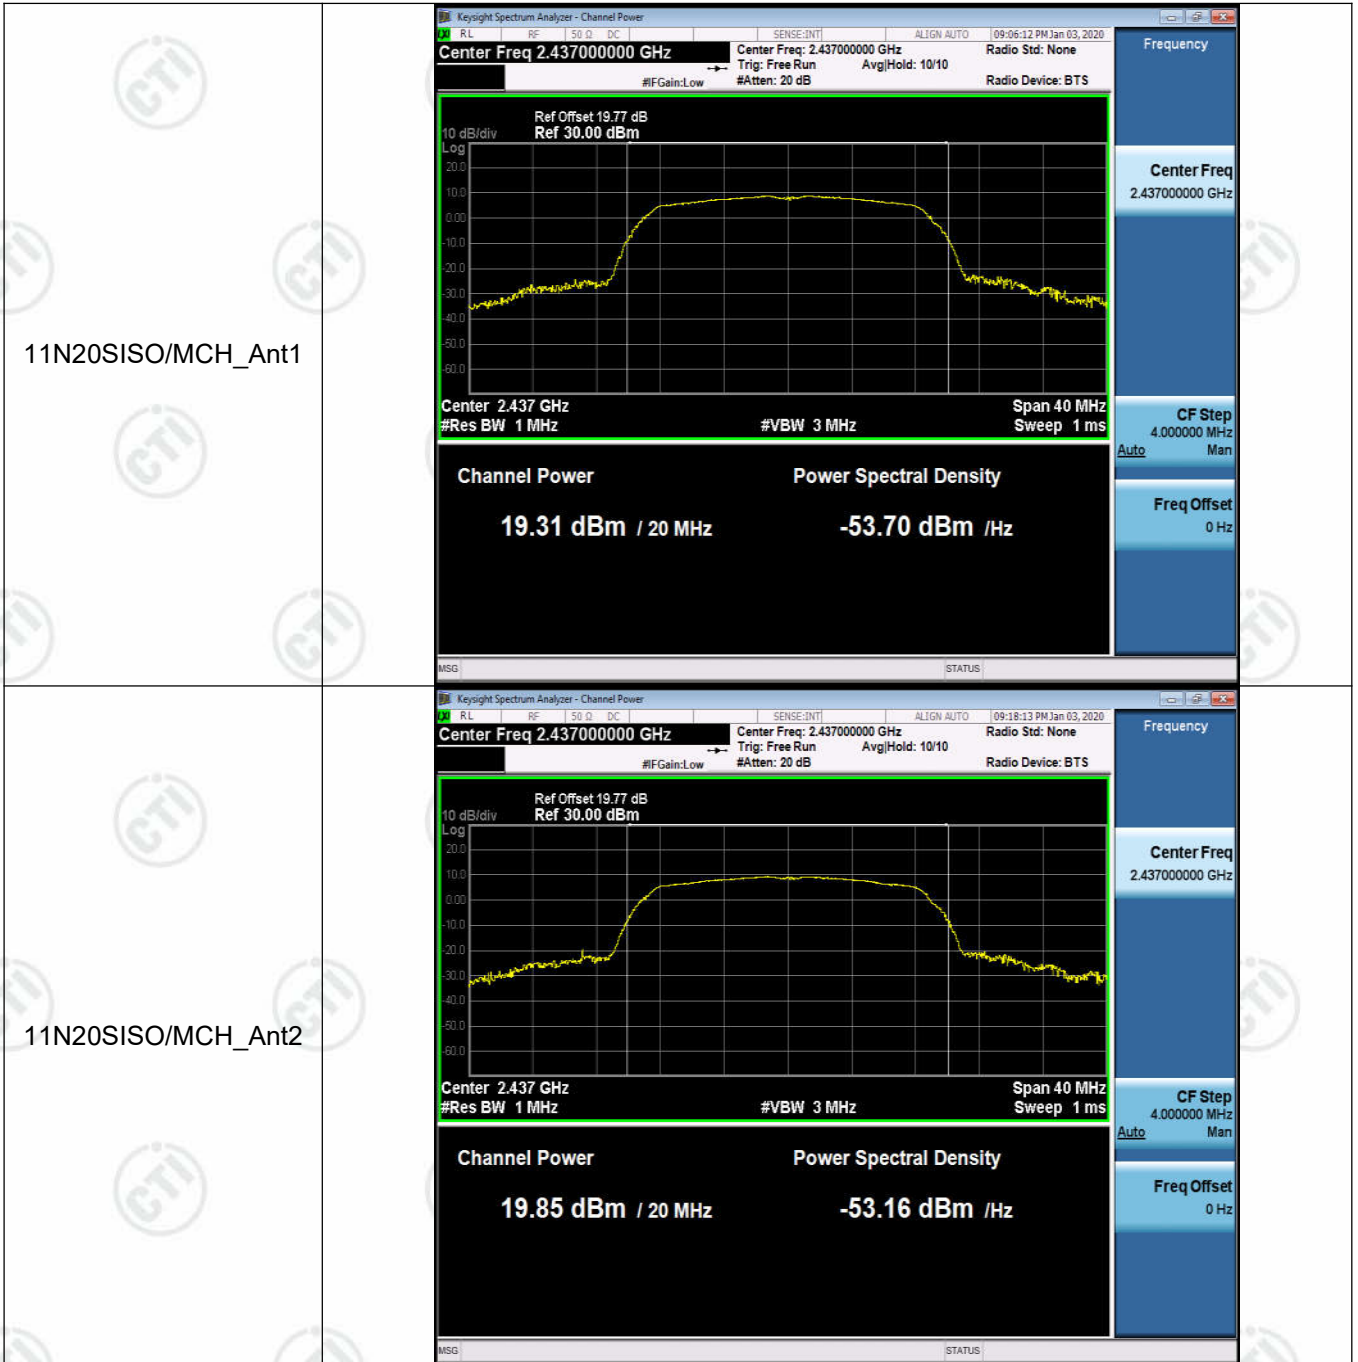 Keysight Spectrum Analyzer - Channel Power
RL RF 50 Ω DC SENSE:INT ALIGN AUTO 09:06:12 PM Jan 03, 2020
Center Freq 2.437000000 GHz
Center Freq: 2.437000000 GHz Radio Std: None
Trig: Free Run Avg|Hold: 10/10
#IFGain:Low #Atten: 20 dB Radio Device: BTS
Frequency
Ref Offset 19.77 dB
10 dB/div Ref 30.00 dBm
Log
20.0
10.0
0.00
-10.0
-20.0
-30.0
-40.0
-50.0
-60.0
Center 2.437 GHz Span 40 MHz
#Res BW 1 MHz #VBW 3 MHz Sweep 1 ms
Center Freq
2.437000000 GHz
CF Step
4.000000 MHz
Auto Man
Freq Offset
0 Hz
Channel Power Power Spectral Density
19.31 dBm / 20 MHz -53.70 dBm /Hz
MSG STATUS
11N20SISO/MCH_Ant1
CTI
Keysight Spectrum Analyzer - Channel Power
RL RF 50 Ω DC SENSE:INT ALIGN AUTO 09:18:13 PM Jan 03, 2020
Center Freq 2.437000000 GHz
Center Freq: 2.437000000 GHz Radio Std: None
Trig: Free Run Avg|Hold: 10/10
#IFGain:Low #Atten: 20 dB Radio Device: BTS
Frequency
Ref Offset 19.77 dB
10 dB/div Ref 30.00 dBm
Log
20.0
10.0
0.00
-10.0
-20.0
-30.0
-40.0
-50.0
-60.0
Center 2.437 GHz Span 40 MHz
#Res BW 1 MHz #VBW 3 MHz Sweep 1 ms
Center Freq
2.437000000 GHz
CF Step
4.000000 MHz
Auto Man
Freq Offset
0 Hz
Channel Power Power Spectral Density
19.85 dBm / 20 MHz -53.16 dBm /Hz
MSG STATUS
11N20SISO/MCH_Ant2